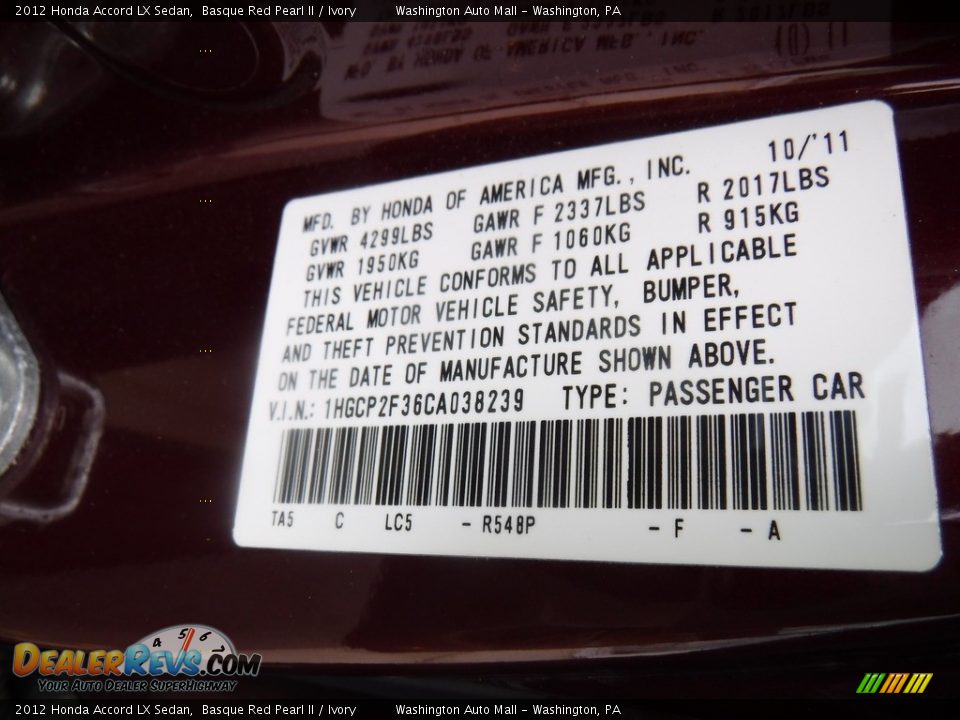 2012 Honda Accord LX Sedan, Basque Red Pearl II / Ivory Washington Auto Mall - Washington, PA
10/'11
MFD. BY HONDA OF AMERICA MFG., INC.
GVWR 4299LBS GAWR F 2337LBS R 2017LBS
GVWR 1950KG GAWR F 1060KG R 915KG
THIS VEHICLE CONFORMS TO ALL APPLICABLE
FEDERAL MOTOR VEHICLE SAFETY, BUMPER,
AND THEFT PREVENTION STANDARDS IN EFFECT
ON THE DATE OF MANUFACTURE SHOWN ABOVE.
V.I.N.: 1HGCP2F36CA038239 TYPE: PASSENGER CAR
TA5 C LC5 - R548P - F - A
4 5 6
DealerRevs.com
Your Auto Dealer SuperHighway
2012 Honda Accord LX Sedan, Basque Red Pearl II / Ivory Washington Auto Mall - Washington, PA